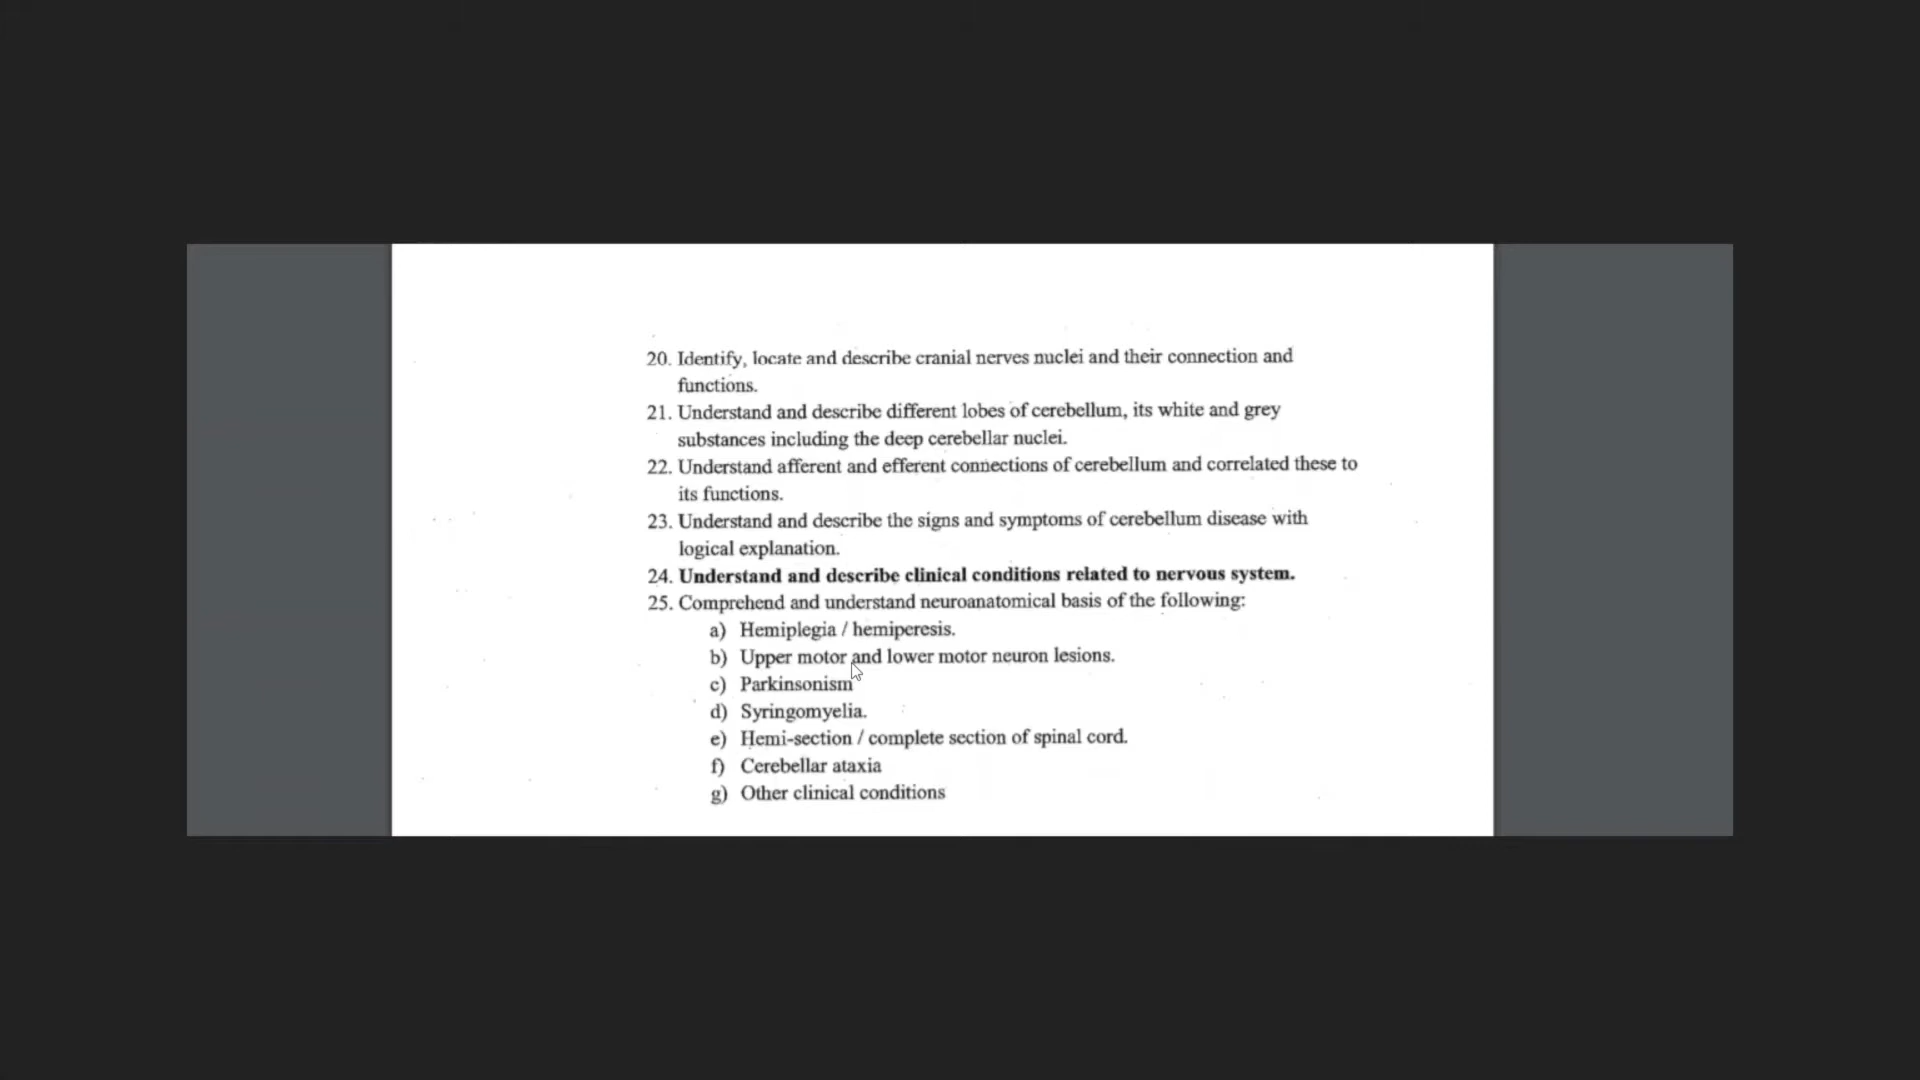 20. Identify, locate and describe cranial nerves nuclei and their connection and
functions.
21. Understand and describe different lobes of cerebellum, its white and grey
substances including the deep cerebellar nuclei.
22. Understand afferent and efferent connections of cerebellum and correlated these to
its functions.
23. Understand and describe the signs and symptoms of cerebellum disease with
logical explanation.
24. Understand and describe clinical conditions related to nervous system.
25. Comprehend and understand neuroanatomical basis of the following:
a) Hemiplegia / hemiperesis.
b) Upper motor and lower motor neuron lesions.
c) Parkinsonism
d) Syringomyelia.
e) Hemi-section / complete section of spinal cord.
f) Cerebellar ataxia
g) Other clinical conditions